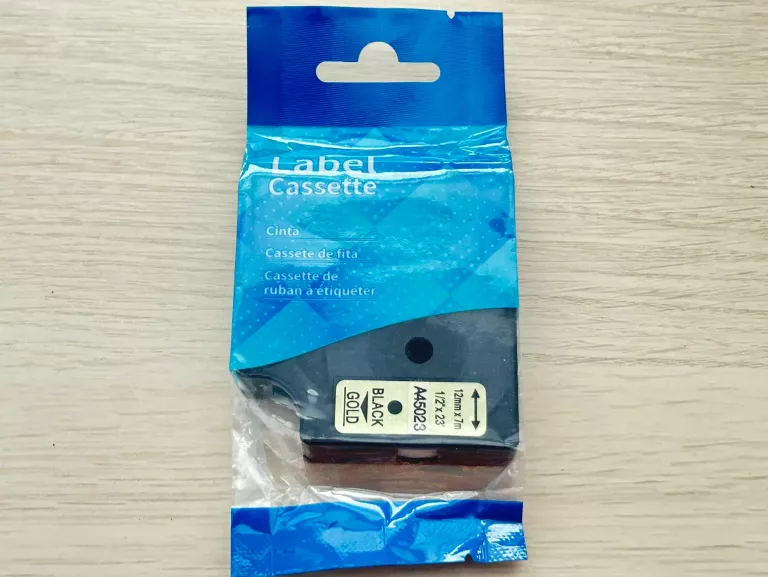 Label
Cassette
Cinta
Cassete de fita
Cassette de
ruban à étiqueter
12mm x 7m
1/2"x 23'
A45023
BLACK
GOLD